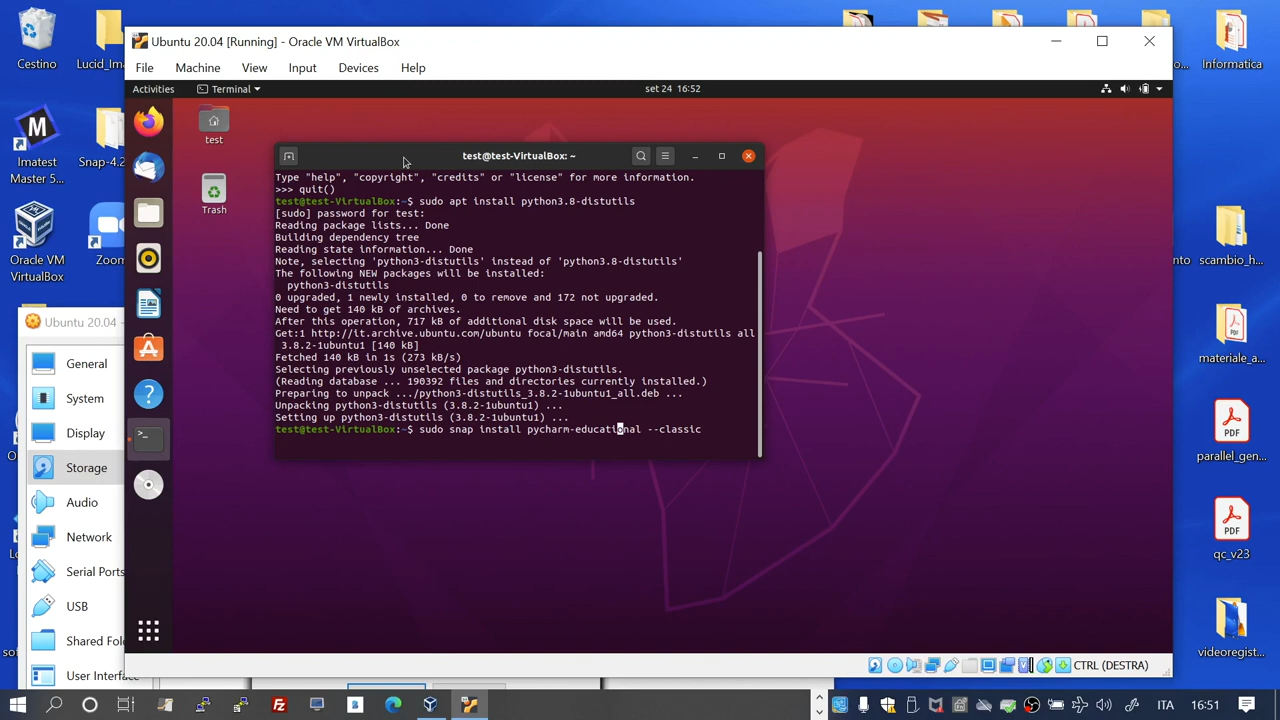 Cestino
Lucid_Ima
Informatica
Ubuntu 20.04 [Running] - Oracle VM VirtualBox
File Machine View Input Devices Help
Activities
Terminal
set 24 16:52
M
Imatest
Master 5...
Snap-4.2
test
Trash
Oracle VM
VirtualBox
Zoom
test@test-VirtualBox: ~
Type "help", "copyright", "credits" or "license" for more information.
>>> quit()
test@test-VirtualBox:~$ sudo apt install python3.8-distutils
[sudo] password for test:
Reading package lists... Done
Building dependency tree
Reading state information... Done
Note, selecting 'python3-distutils' instead of 'python3.8-distutils'
The following NEW packages will be installed:
python3-distutils
0 upgraded, 1 newly installed, 0 to remove and 172 not upgraded.
Need to get 140 kB of archives.
After this operation, 717 kB of additional disk space will be used.
Get:1 http://it.archive.ubuntu.com/ubuntu focal/main amd64 python3-distutils all
3.8.2-1ubuntu1 [140 kB]
Fetched 140 kB in 1s (273 kB/s)
Selecting previously unselected package python3-distutils.
(Reading database ... 190392 files and directories currently installed.)
Preparing to unpack .../python3-distutils_3.8.2-1ubuntu1_all.deb ...
Unpacking python3-distutils (3.8.2-1ubuntu1) ...
Setting up python3-distutils (3.8.2-1ubuntu1) ...
test@test-VirtualBox:~$ sudo snap install pycharm-educational --classic
Ubuntu 20.04 -
General
System
Display
Storage
Audio
Network
Serial Ports
USB
Shared Fol
User Interface
scambio_h...
materiale_a...
PDF
parallel_gen...
PDF
qc_v23
videoregist...
CTRL (DESTRA)
ITA
16:51